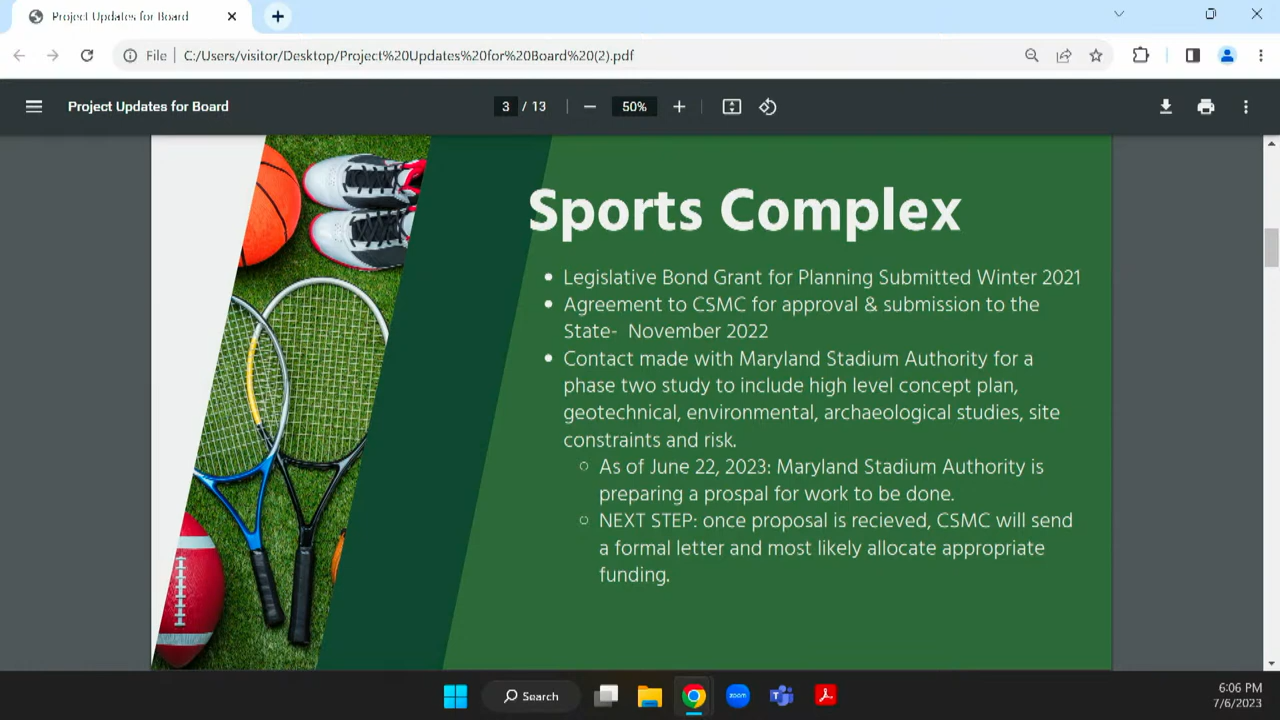 Project Updates for Board
File
C:/Users/visitor/Desktop/Project%20Updates%20for%20Board%20(2).pdf
Project Updates for Board
3 / 13
50%
Sports Complex
• Legislative Bond Grant for Planning Submitted Winter 2021
• Agreement to CSMC for approval & submission to the
State- November 2022
• Contact made with Maryland Stadium Authority for a
phase two study to include high level concept plan,
geotechnical, environmental, archaeological studies, site
constraints and risk.
○ As of June 22, 2023: Maryland Stadium Authority is
preparing a prospal for work to be done.
○ NEXT STEP: once proposal is recieved, CSMC will send
a formal letter and most likely allocate appropriate
funding.
Search
zoom
T
6:06 PM
7/6/2023